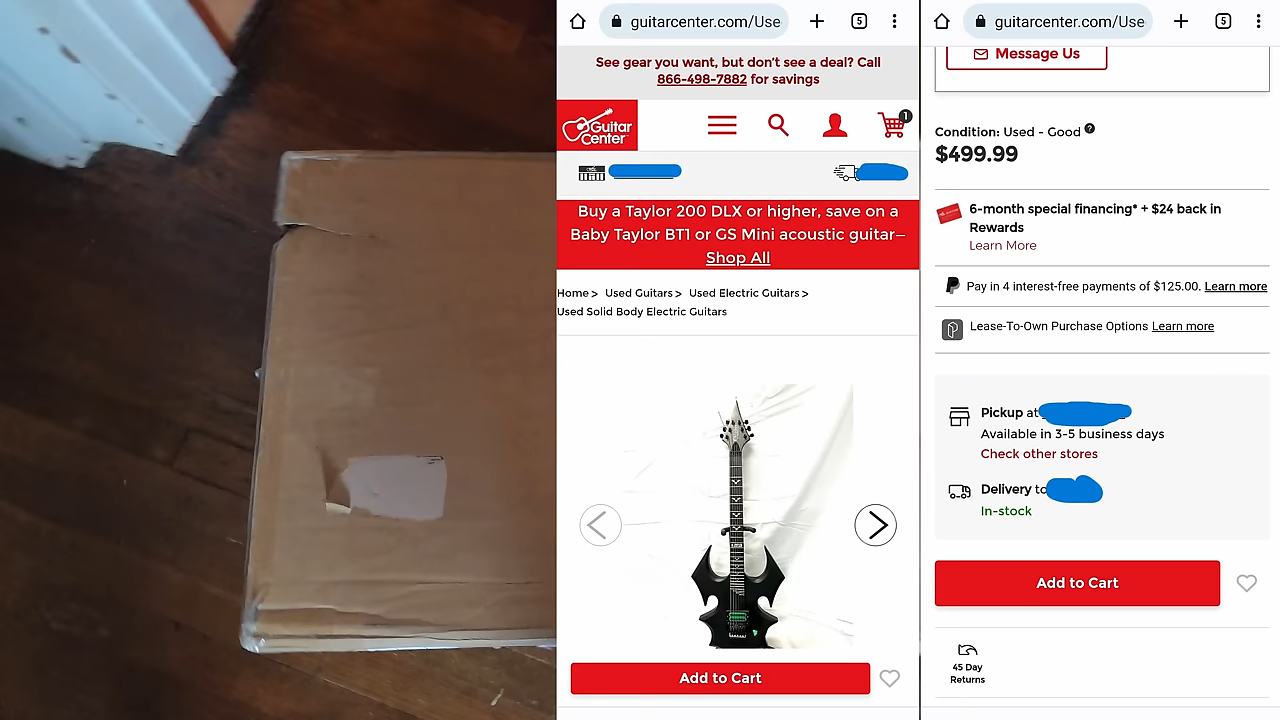 guitarcenter.com/Use
5
See gear you want, but don't see a deal? Call
866-498-7882 for savings
Guitar
Center
1
Buy a Taylor 200 DLX or higher, save on a
Baby Taylor BT1 or GS Mini acoustic guitar—
Shop All
Home > Used Guitars > Used Electric Guitars >
Used Solid Body Electric Guitars
Add to Cart
guitarcenter.com/Use
5
Message Us
Condition: Used - Good ?
$499.99
6-month special financing* + $24 back in
Rewards
Learn More
Pay in 4 interest-free payments of $125.00. Learn more
Lease-To-Own Purchase Options Learn more
Pickup at
Available in 3-5 business days
Check other stores
Delivery to
In-stock
Add to Cart
45 Day
Returns